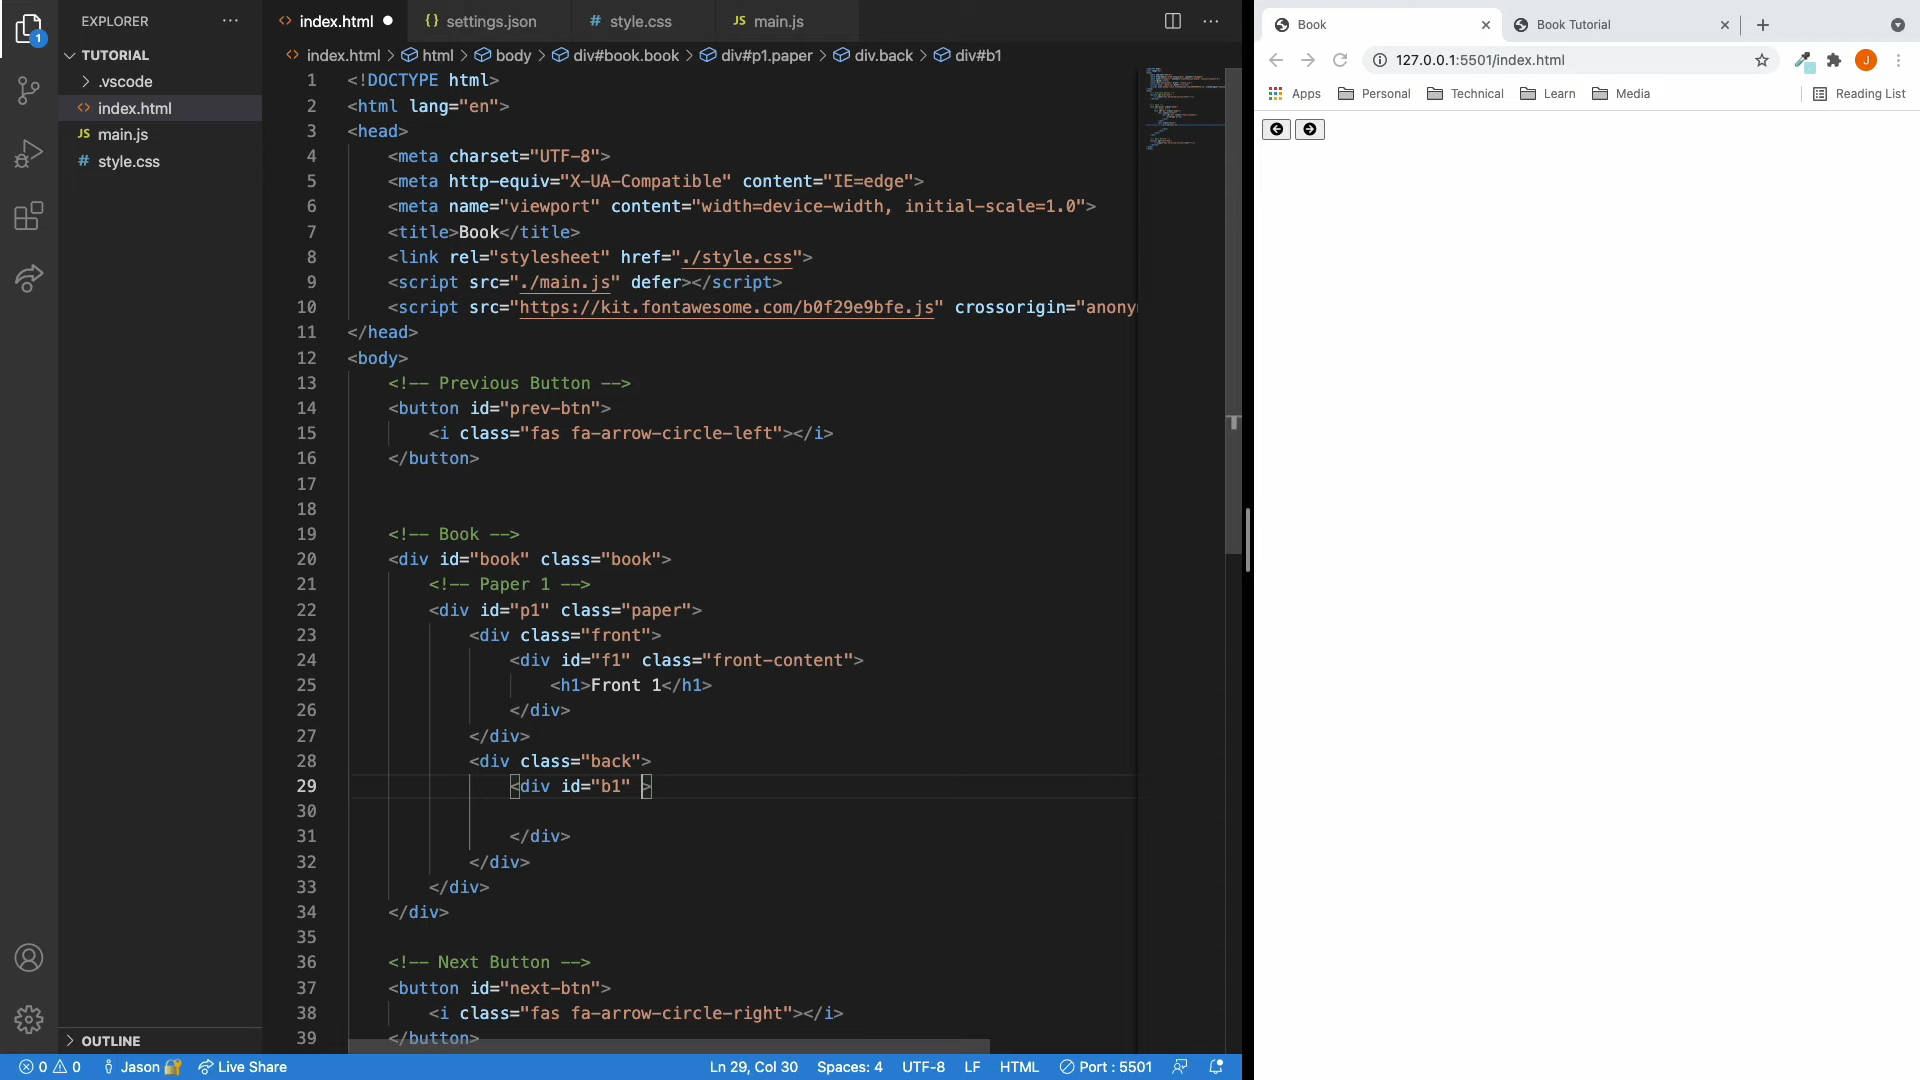 EXPLORER
TUTORIAL
.vscode
index.html
JS main.js
# style.css
OUTLINE
1
index.html
{} settings.json
# style.css
JS main.js
index.html > html > body > div#book.book > div#p1.paper > div.back > div#b1
1 <!DOCTYPE html>
2 <html lang="en">
3 <head>
4 <meta charset="UTF-8">
5 <meta http-equiv="X-UA-Compatible" content="IE=edge">
6 <meta name="viewport" content="width=device-width, initial-scale=1.0">
7 <title>Book</title>
8 <link rel="stylesheet" href="./style.css">
9 <script src="./main.js" defer></script>
10 <script src="https://kit.fontawesome.com/b0f29e9bfe.js" crossorigin="anony
11 </head>
12 <body>
13 <!-- Previous Button -->
14 <button id="prev-btn">
15 <i class="fas fa-arrow-circle-left"></i>
16 </button>
17
18
19 <!-- Book -->
20 <div id="book" class="book">
21 <!-- Paper 1 -->
22 <div id="p1" class="paper">
23 <div class="front">
24 <div id="f1" class="front-content">
25 <h1>Front 1</h1>
26 </div>
27 </div>
28 <div class="back">
29 <div id="b1" >
30
31 </div>
32 </div>
33 </div>
34 </div>
35
36 <!-- Next Button -->
37 <button id="next-btn">
38 <i class="fas fa-arrow-circle-right"></i>
39 </button>
0 0 Jason Live Share Ln 29, Col 30 Spaces: 4 UTF-8 LF HTML Port : 5501
Book
Book Tutorial
127.0.0.1:5501/index.html
J
Apps Personal Technical Learn Media Reading List